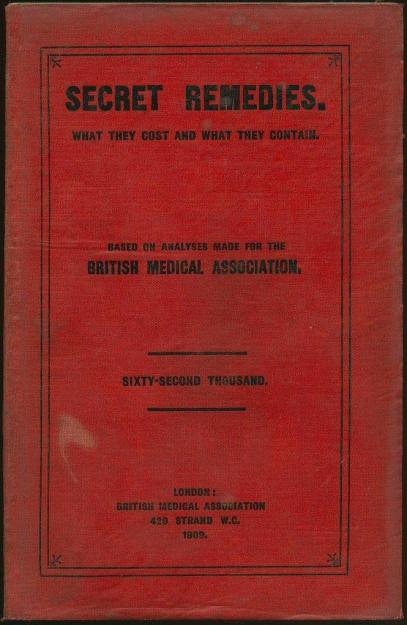 SECRET REMEDIES.
WHAT THEY COST AND WHAT THEY CONTAIN.
BASED ON ANALYSES MADE FOR THE
BRITISH MEDICAL ASSOCIATION.
SIXTY-SECOND THOUSAND.
LONDON:
BRITISH MEDICAL ASSOCIATION
429 STRAND W.C.
1909.